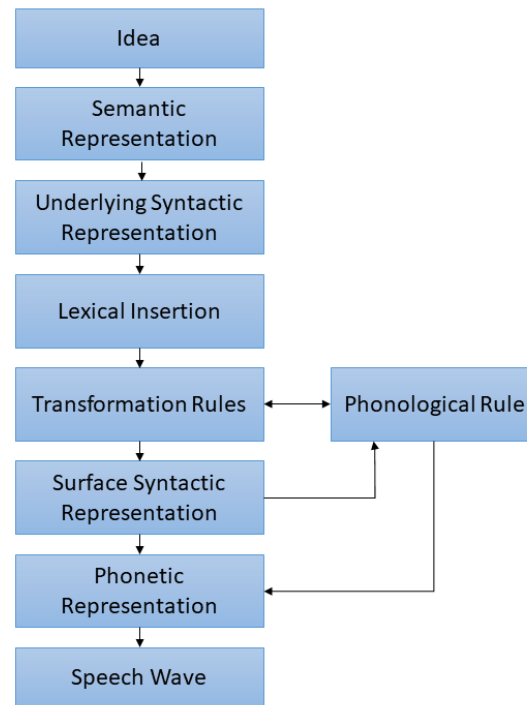 Idea
Semantic
Representation
Underlying Syntactic
Representation
Lexical Insertion
Transformation Rules
Phonological Rule
Surface Syntactic
Representation
Phonetic
Representation
Speech Wave